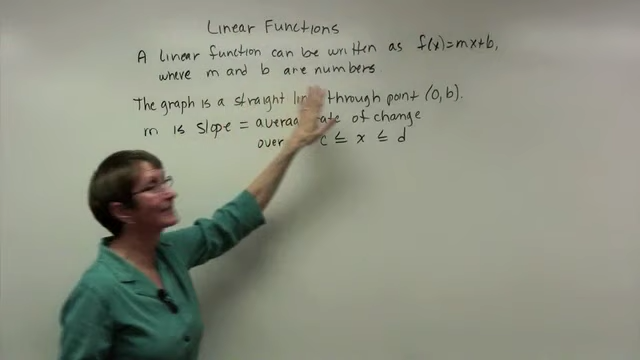 Linear Functions
A linear function can be written as f(x)=mx+b,
where m and b are numbers.
The graph is a straight line through point (0,b).
m is slope = average rate of change
over c ≤ x ≤ d